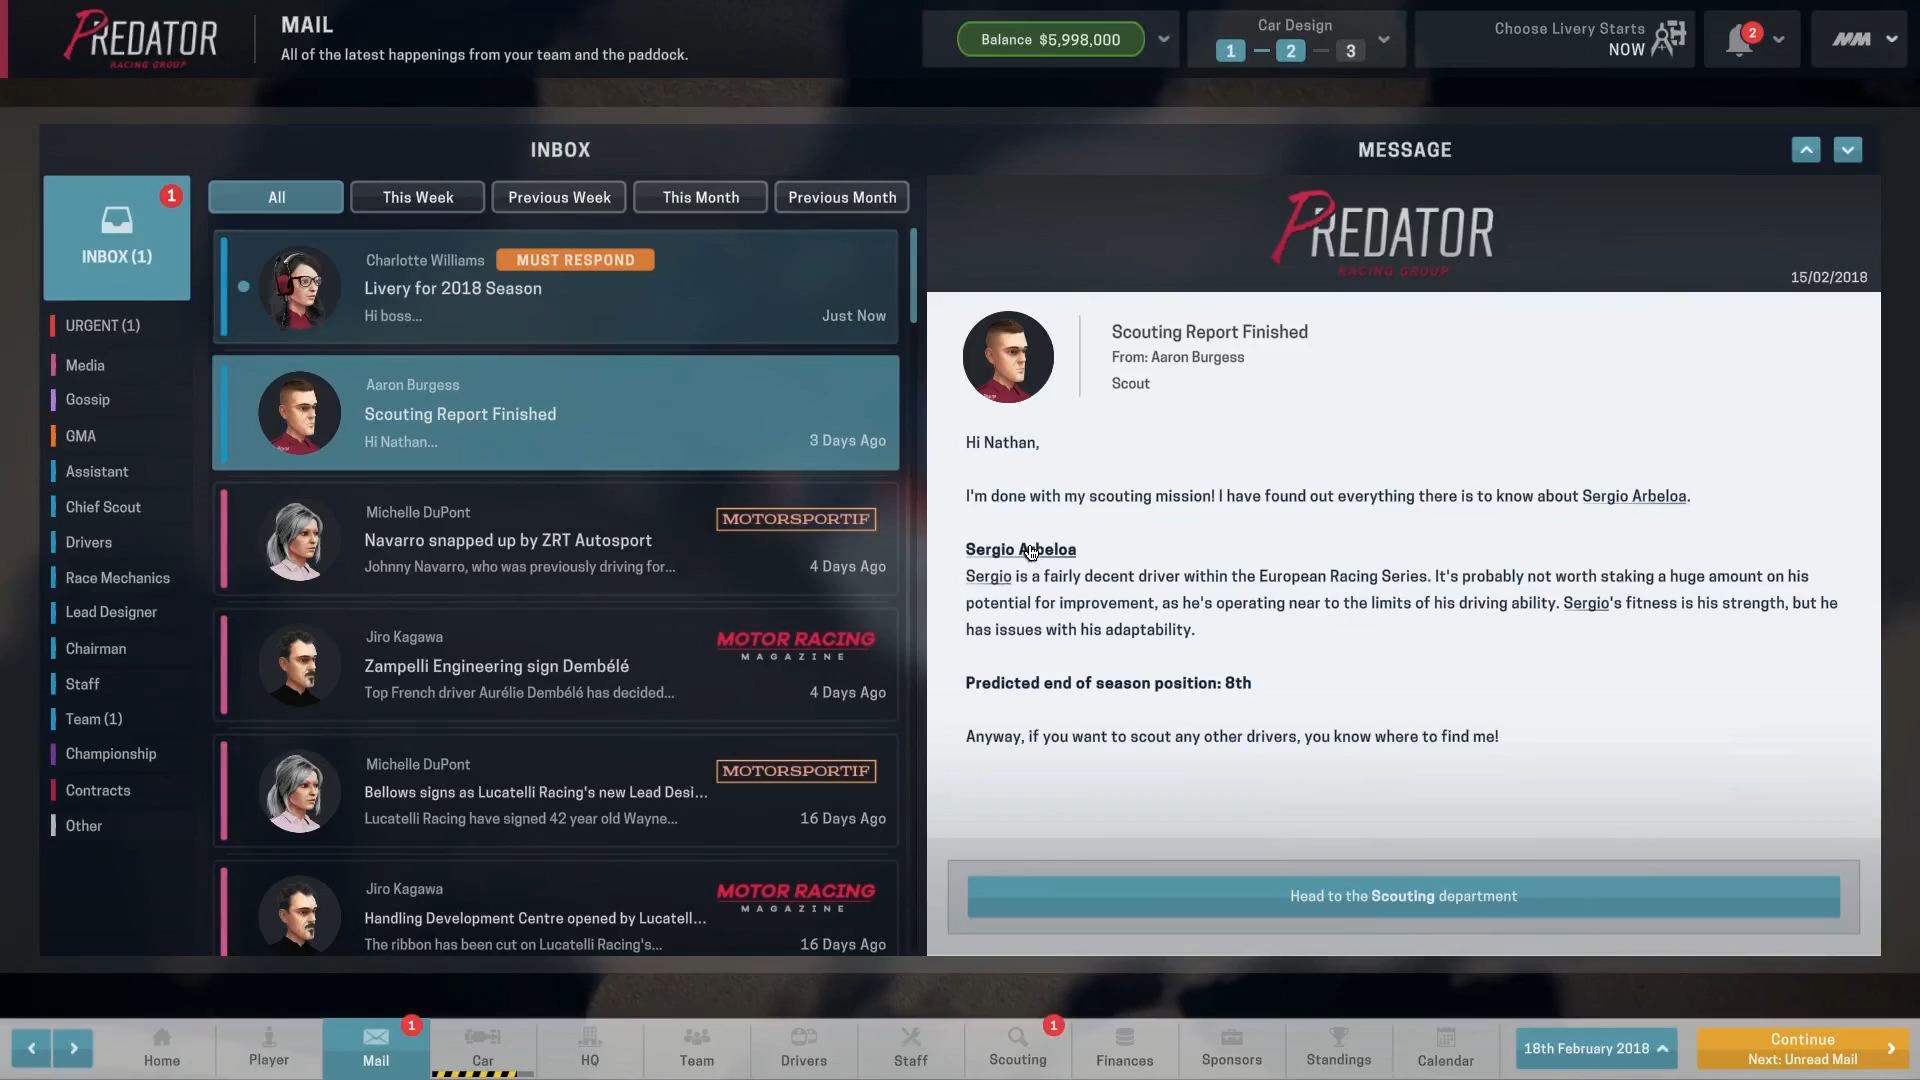 PREDATOR
RACING GROUP
MAIL
All of the latest happenings from your team and the paddock.
Balance $5,998,000
Car Design
1 2 3
Choose Livery Starts
NOW
2
INBOX
MESSAGE
1
INBOX (1)
URGENT (1)
Media
Gossip
GMA
Assistant
Chief Scout
Drivers
Race Mechanics
Lead Designer
Chairman
Staff
Team (1)
Championship
Contracts
Other
All
This Week
Previous Week
This Month
Previous Month
Charlotte Williams
MUST RESPOND
Livery for 2018 Season
Hi boss...
Just Now
Aaron Burgess
Scouting Report Finished
Hi Nathan...
3 Days Ago
Michelle DuPont
MOTORSPORTIF
Navarro snapped up by ZRT Autosport
Johnny Navarro, who was previously driving for...
4 Days Ago
Jiro Kagawa
MOTOR RACING
MAGAZINE
Zampelli Engineering sign Dembélé
Top French driver Aurélie Dembélé has decided...
4 Days Ago
Michelle DuPont
MOTORSPORTIF
Bellows signs as Lucatelli Racing's new Lead Desi...
Lucatelli Racing have signed 42 year old Wayne...
16 Days Ago
Jiro Kagawa
MOTOR RACING
MAGAZINE
Handling Development Centre opened by Lucatell...
The ribbon has been cut on Lucatelli Racing's...
16 Days Ago
PREDATOR
RACING GROUP
15/02/2018
Scouting Report Finished
From: Aaron Burgess
Scout
Hi Nathan,
I'm done with my scouting mission! I have found out everything there is to know about Sergio Arbeloa.
Sergio Arbeloa
Sergio is a fairly decent driver within the European Racing Series. It's probably not worth staking a huge amount on his
potential for improvement, as he's operating near to the limits of his driving ability. Sergio's fitness is his strength, but he
has issues with his adaptability.
Predicted end of season position: 8th
Anyway, if you want to scout any other drivers, you know where to find me!
Head to the Scouting department
Home
Player
1
Mail
Car
HQ
Team
Drivers
Staff
1
Scouting
Finances
Sponsors
Standings
Calendar
18th February 2018
Continue
Next: Unread Mail